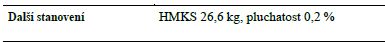 Další stanovení HMKS 26,6 kg, pluchatost 0,2 %